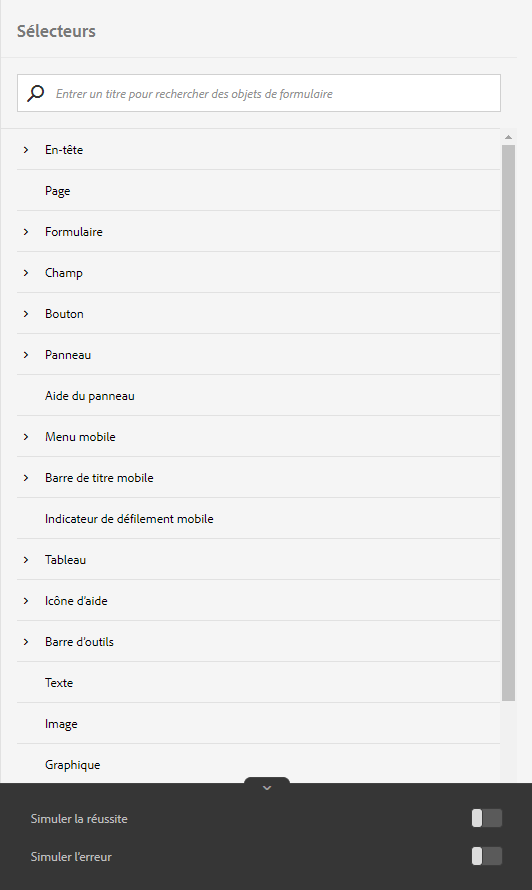 Sélecteurs
Entrer un titre pour rechercher des objets de formulaire
En-tête
Page
Formulaire
Champ
Bouton
Panneau
Aide du panneau
Menu mobile
Barre de titre mobile
Indicateur de défilement mobile
Tableau
Icône d’aide
Barre d’outils
Texte
Image
Graphique
Simuler la réussite
Simuler l’erreur